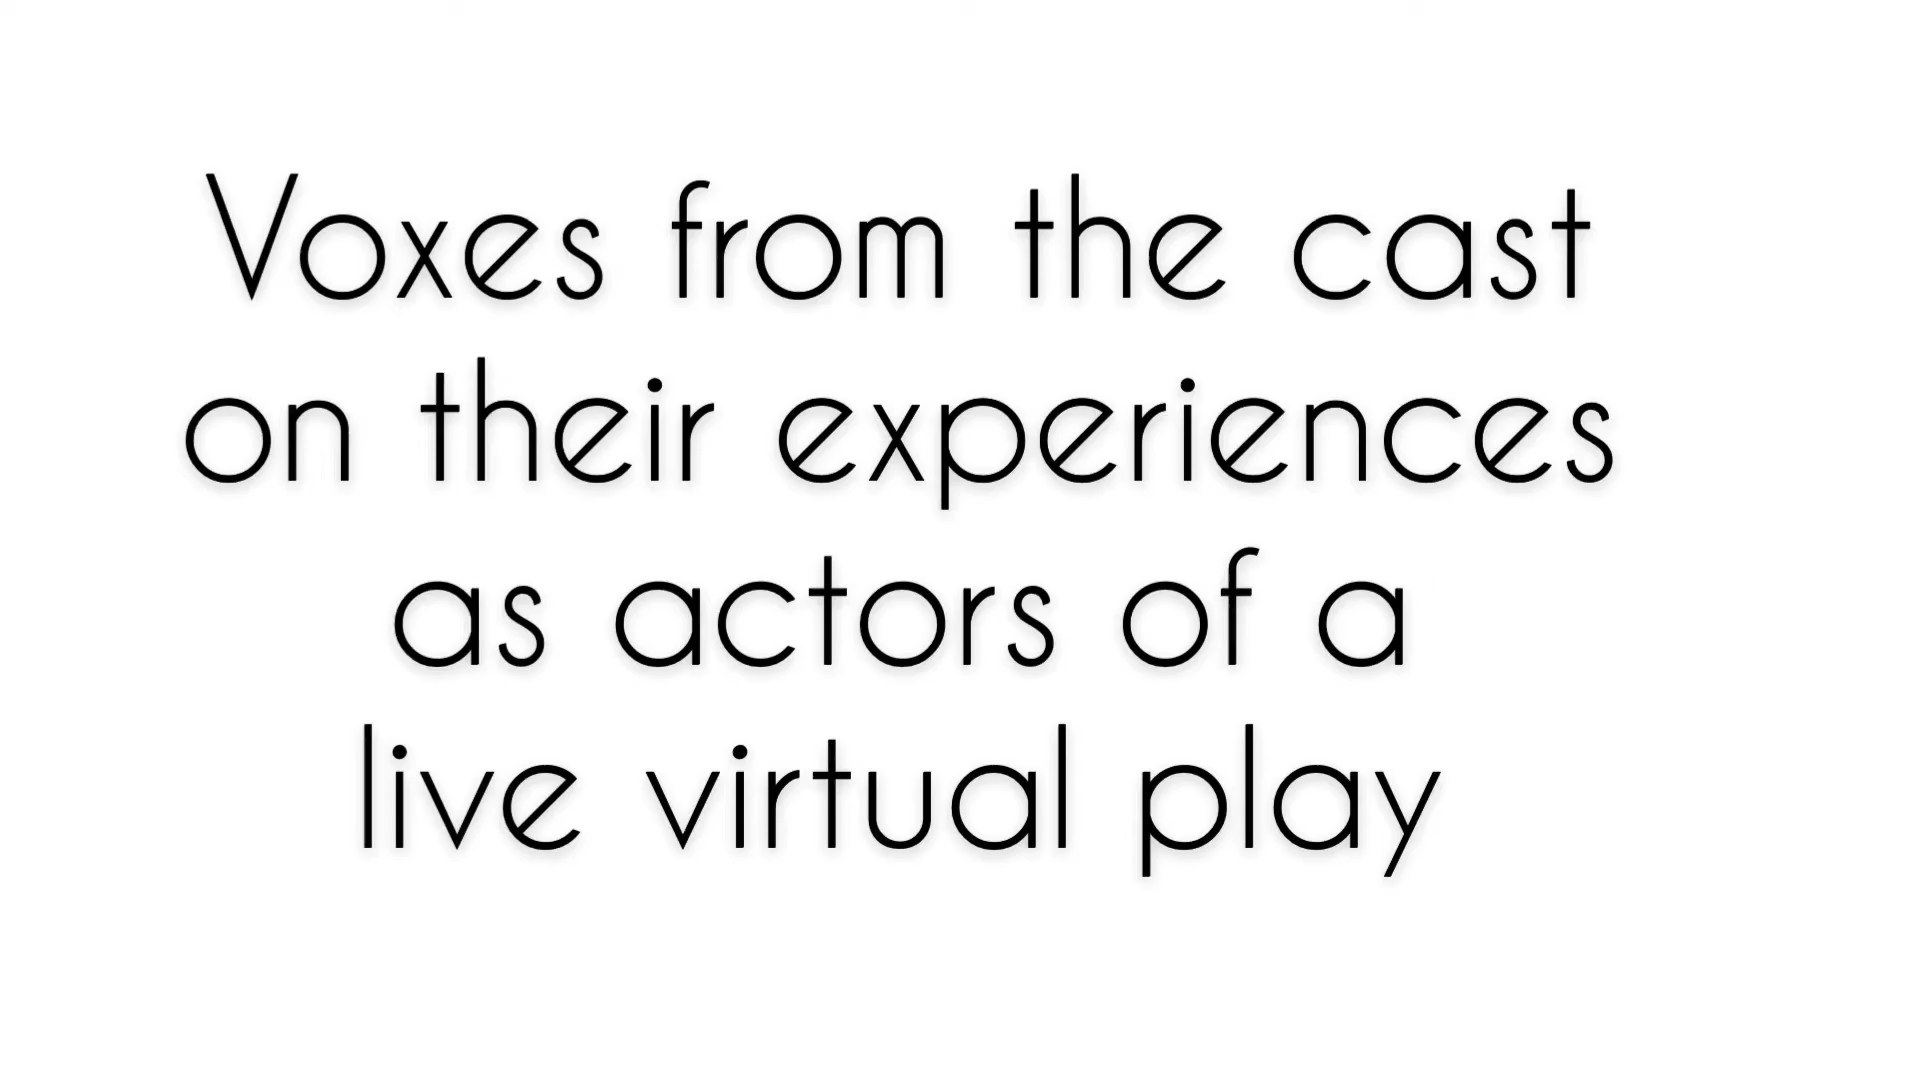 Voxes from the cast
on their experiences
as actors of a
live virtual play